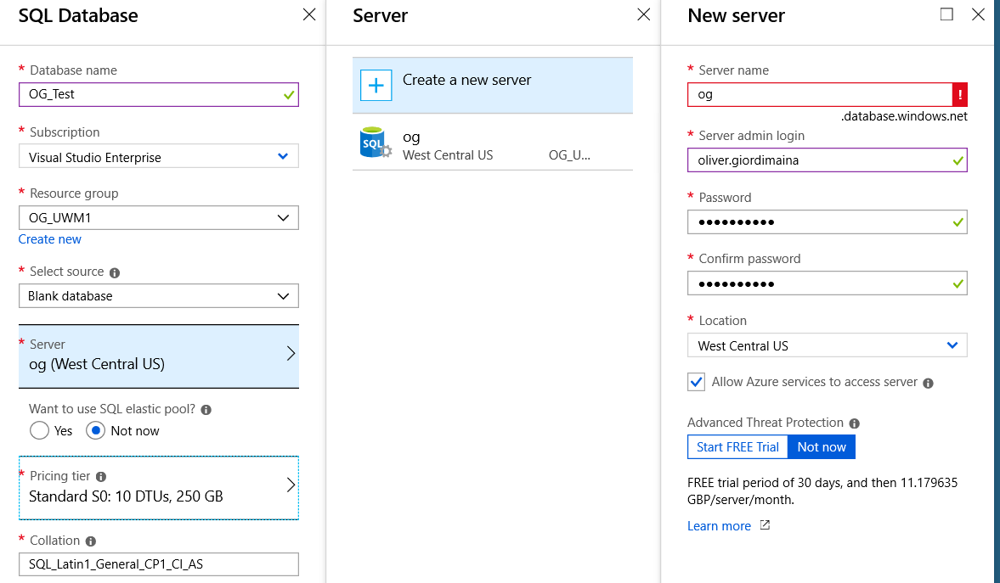 SQL Database
* Database name
OG_Test
* Subscription
Visual Studio Enterprise
* Resource group
OG_UWM1
Create new
* Select source
Blank database
* Server
og (West Central US)
Want to use SQL elastic pool?
Yes Not now
* Pricing tier
Standard S0: 10 DTUs, 250 GB
* Collation
SQL_Latin1_General_CP1_CI_AS
Server
Create a new server
SQL
og
West Central US OG_U...
New server
* Server name
og !
.database.windows.net
* Server admin login
oliver.giordimaina
* Password
●●●●●●●●●●
* Confirm password
●●●●●●●●●●
* Location
West Central US
Allow Azure services to access server
Advanced Threat Protection
Start FREE Trial Not now
FREE trial period of 30 days, and then 11.179635
GBP/server/month.
Learn more